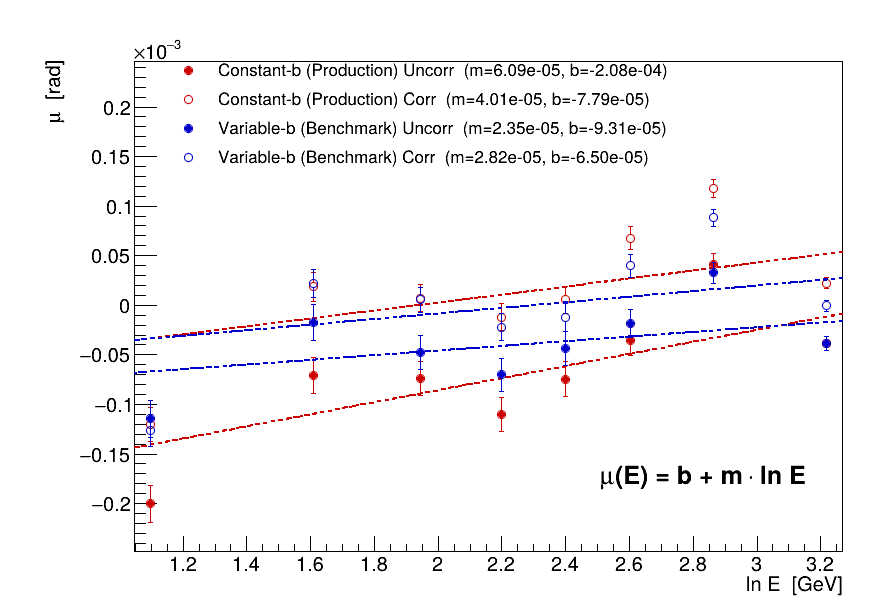 ×10⁻³
μ [rad]
Constant-b (Production) Uncorr (m=6.09e-05, b=-2.08e-04)
Constant-b (Production) Corr (m=4.01e-05, b=-7.79e-05)
Variable-b (Benchmark) Uncorr (m=2.35e-05, b=-9.31e-05)
Variable-b (Benchmark) Corr (m=2.82e-05, b=-6.50e-05)
0.2
0.15
0.1
0.05
0
−0.05
−0.1
−0.15
−0.2
μ(E) = b + m · ln E
1.2 1.4 1.6 1.8 2 2.2 2.4 2.6 2.8 3 3.2
ln E [GeV]